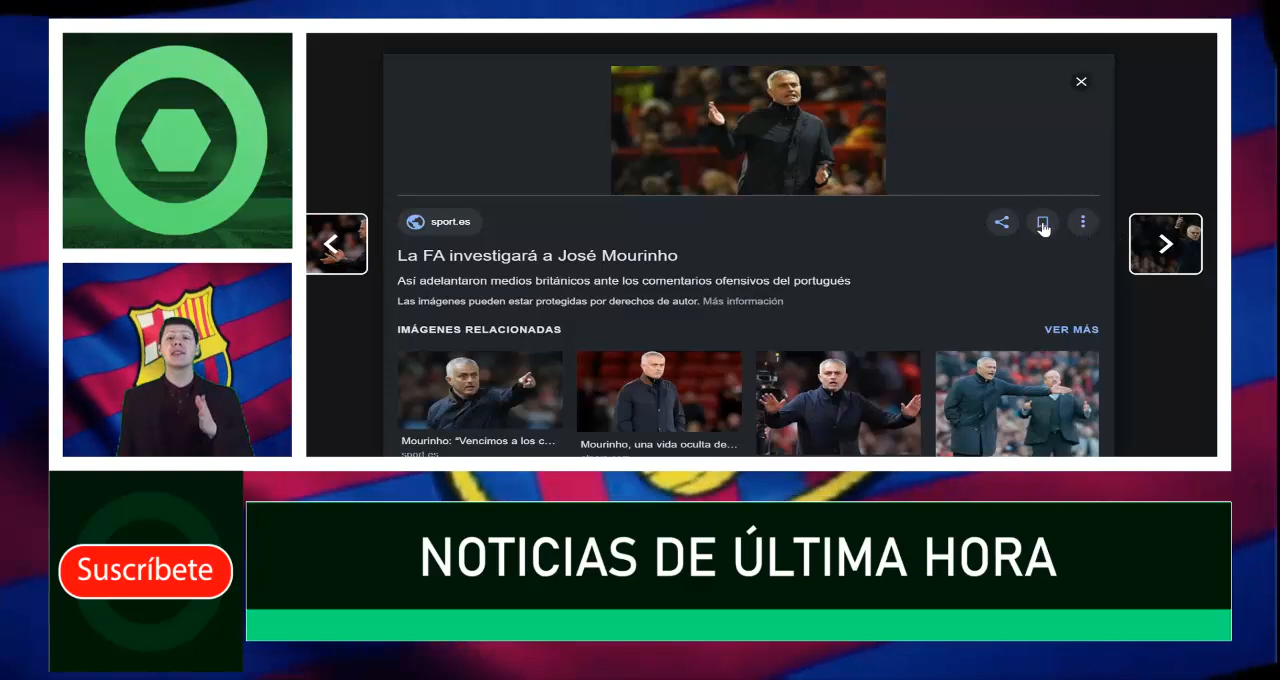 sport.es
La FA investigará a José Mourinho
Así adelantaron medios británicos ante los comentarios ofensivos del portugués
Las imágenes pueden estar protegidas por derechos de autor. Más información
IMÁGENES RELACIONADAS
VER MÁS
Mourinho: “Vencimos a los c...
Mourinho, una vida oculta de...
sport.es
Suscríbete
NOTICIAS DE ÚLTIMA HORA